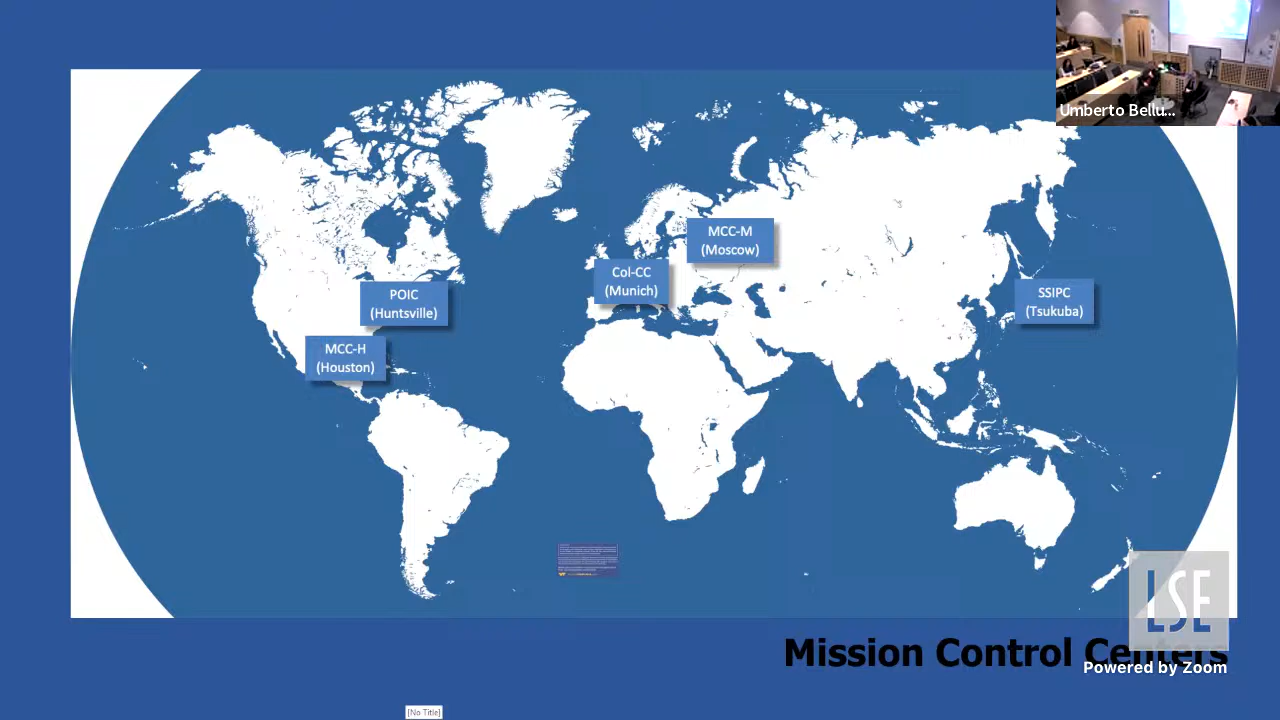 Umberto Bellu...
MCC-M
(Moscow)
Col-CC
(Munich)
POIC
(Huntsville)
SSIPC
(Tsukuba)
MCC-H
(Houston)
LSE
Mission Control Centers
Powered by Zoom
[No Title]